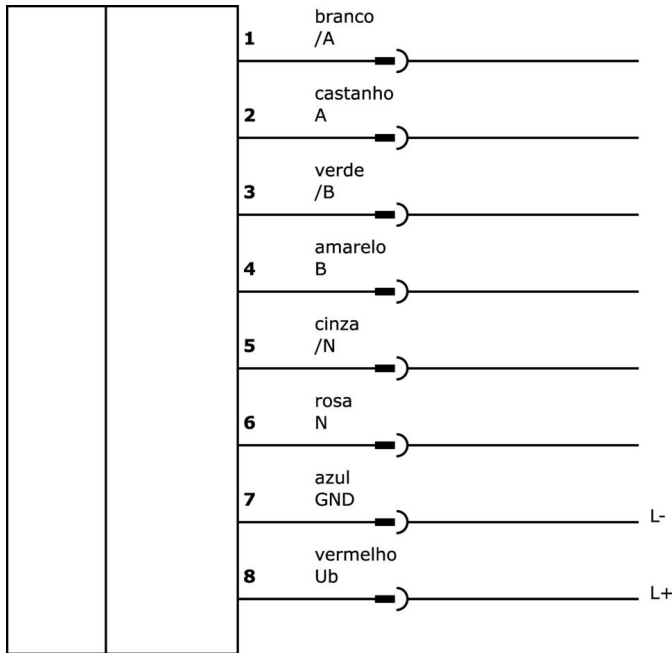 branco
1 /A
castanho
2 A
verde
3 /B
amarelo
4 B
cinza
5 /N
rosa
6 N
azul
7 GND
L-
vermelho
8 Ub
L+